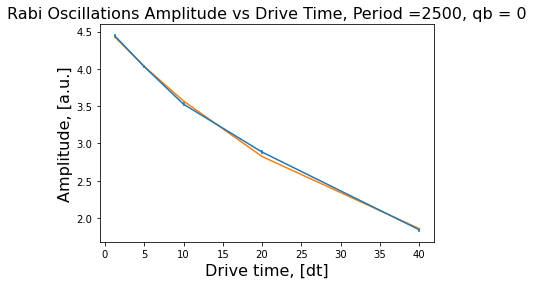 Rabi Oscillations Amplitude vs Drive Time, Period =2500, qb = 0
4.5
4.0
3.5
3.0
2.5
2.0
Amplitude, [a.u.]
0 5 10 15 20 25 30 35 40
Drive time, [dt]